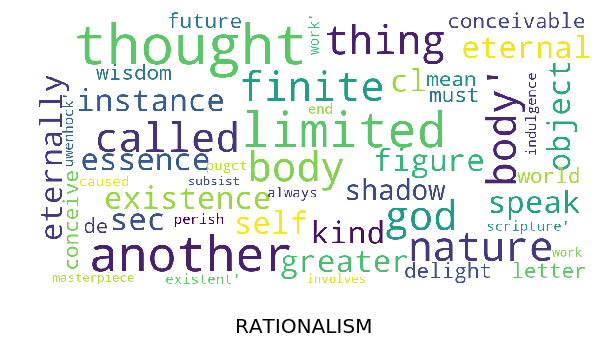 future
work'
conceivable
thought
thing
eternal
wisdom
finite
cl
mean
must
instance
indulgence
object
eternally
uwenhock'
called
limited
end
body'
essence
pugct
body
figure
world
caused
subsist
always
shadow
existence
speak
conceive
de
sec
perish
self
god
scripture'
kind
another
nature
work
greater
delight
letter
masterpiece
existent'
involves
RATIONALISM